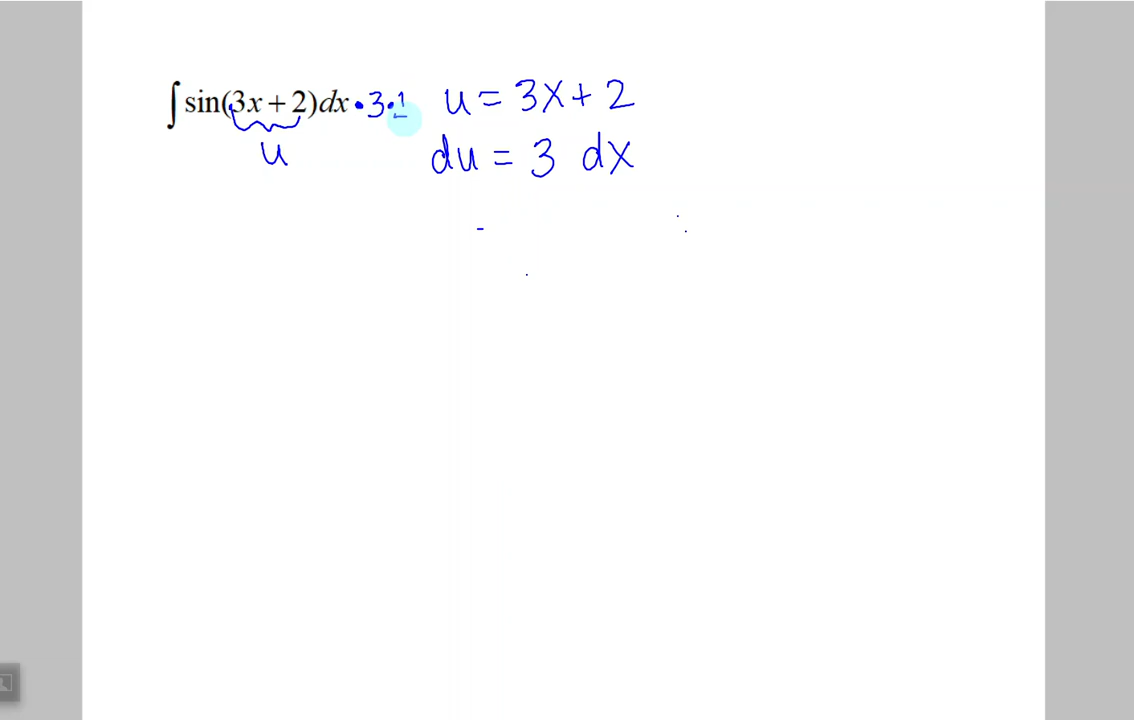 ∫ sin(3x + 2)dx • 3 • 1 u = 3x + 2
u du = 3 dx